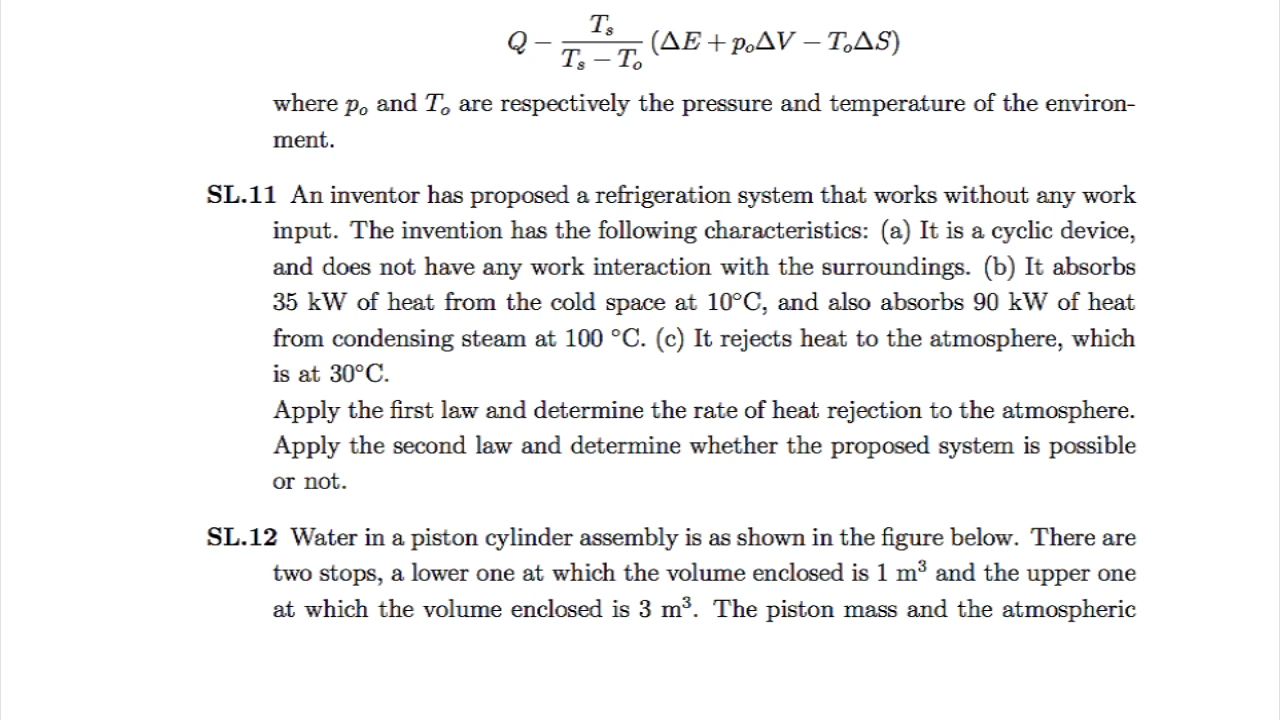 Q − \frac{T_s}{T_s − T_o} (ΔE + p_oΔV − T_oΔS)
where p_o and T_o are respectively the pressure and temperature of the environ-
ment.
SL.11 An inventor has proposed a refrigeration system that works without any work
input. The invention has the following characteristics: (a) It is a cyclic device,
and does not have any work interaction with the surroundings. (b) It absorbs
35 kW of heat from the cold space at 10°C, and also absorbs 90 kW of heat
from condensing steam at 100 °C. (c) It rejects heat to the atmosphere, which
is at 30°C.
Apply the first law and determine the rate of heat rejection to the atmosphere.
Apply the second law and determine whether the proposed system is possible
or not.
SL.12 Water in a piston cylinder assembly is as shown in the figure below. There are
two stops, a lower one at which the volume enclosed is 1 m³ and the upper one
at which the volume enclosed is 3 m³. The piston mass and the atmospheric